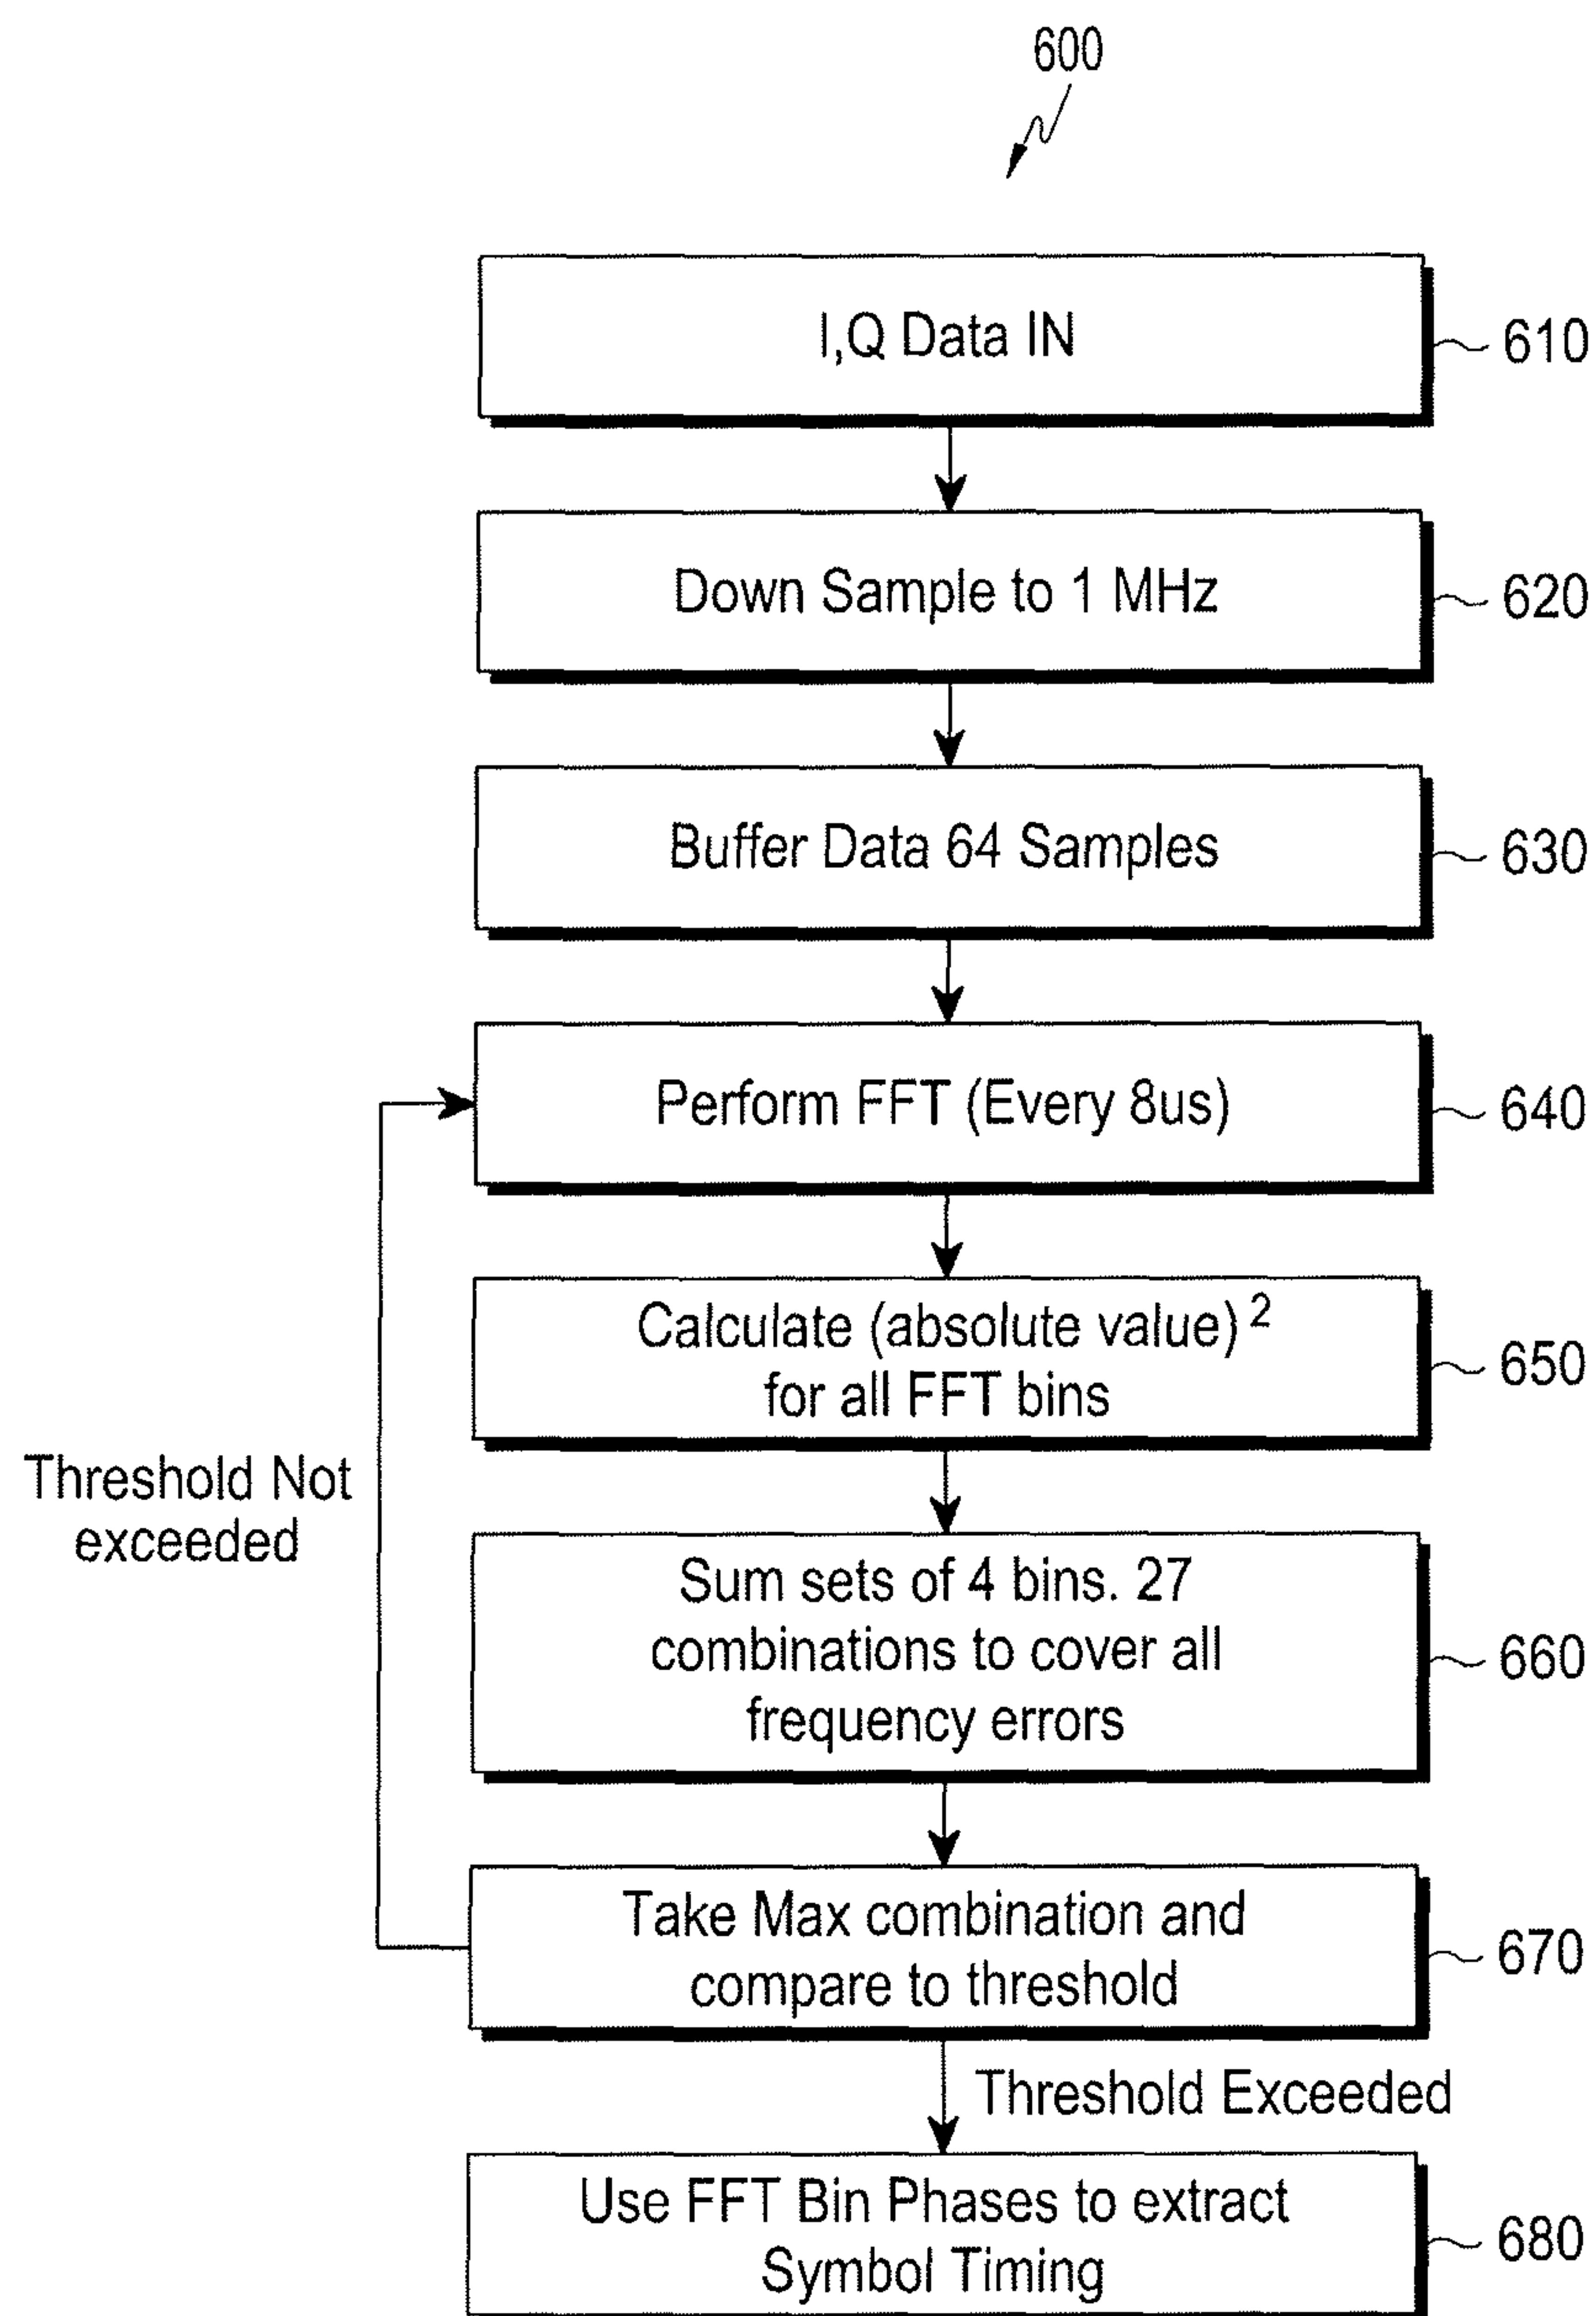 600
I,Q Data IN
610
Down Sample to 1 MHz
620
Buffer Data 64 Samples
630
Perform FFT (Every 8us)
640
Calculate (absolute value)²
for all FFT bins
650
Threshold Not
exceeded
Sum sets of 4 bins. 27
combinations to cover all
frequency errors
660
Take Max combination and
compare to threshold
670
Threshold Exceeded
Use FFT Bin Phases to extract
Symbol Timing
680